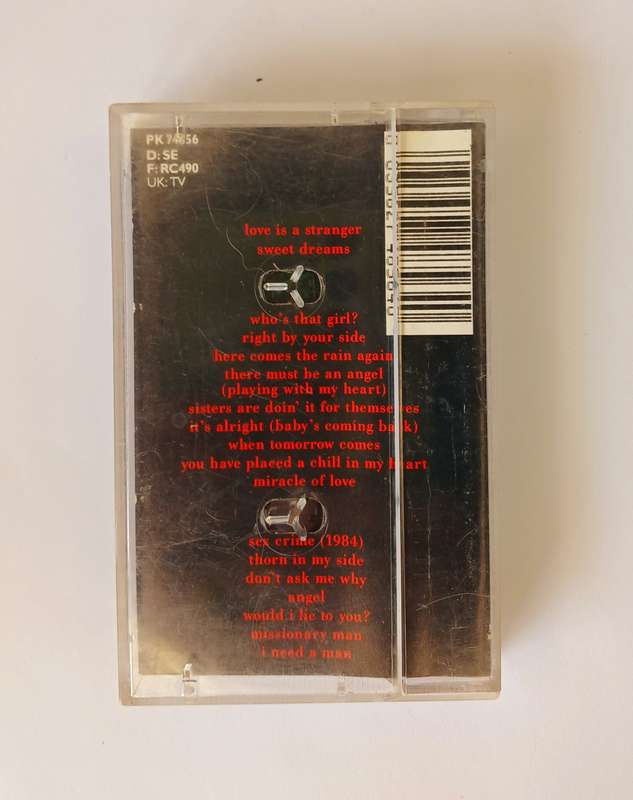 PK 74856
D: SE
F: RC490
UK: TV
love is a stranger
sweet dreams
who's that girl?
right by your side
here comes the rain again
there must be an angel
(playing with my heart)
sisters are doin' it for themselves
it's alright (baby's coming back)
when tomorrow comes
you have placed a chill in my heart
miracle of love
sex crime (1984)
thorn in my side
don't ask me why
angel
would i lie to you?
missionary man
i need a man